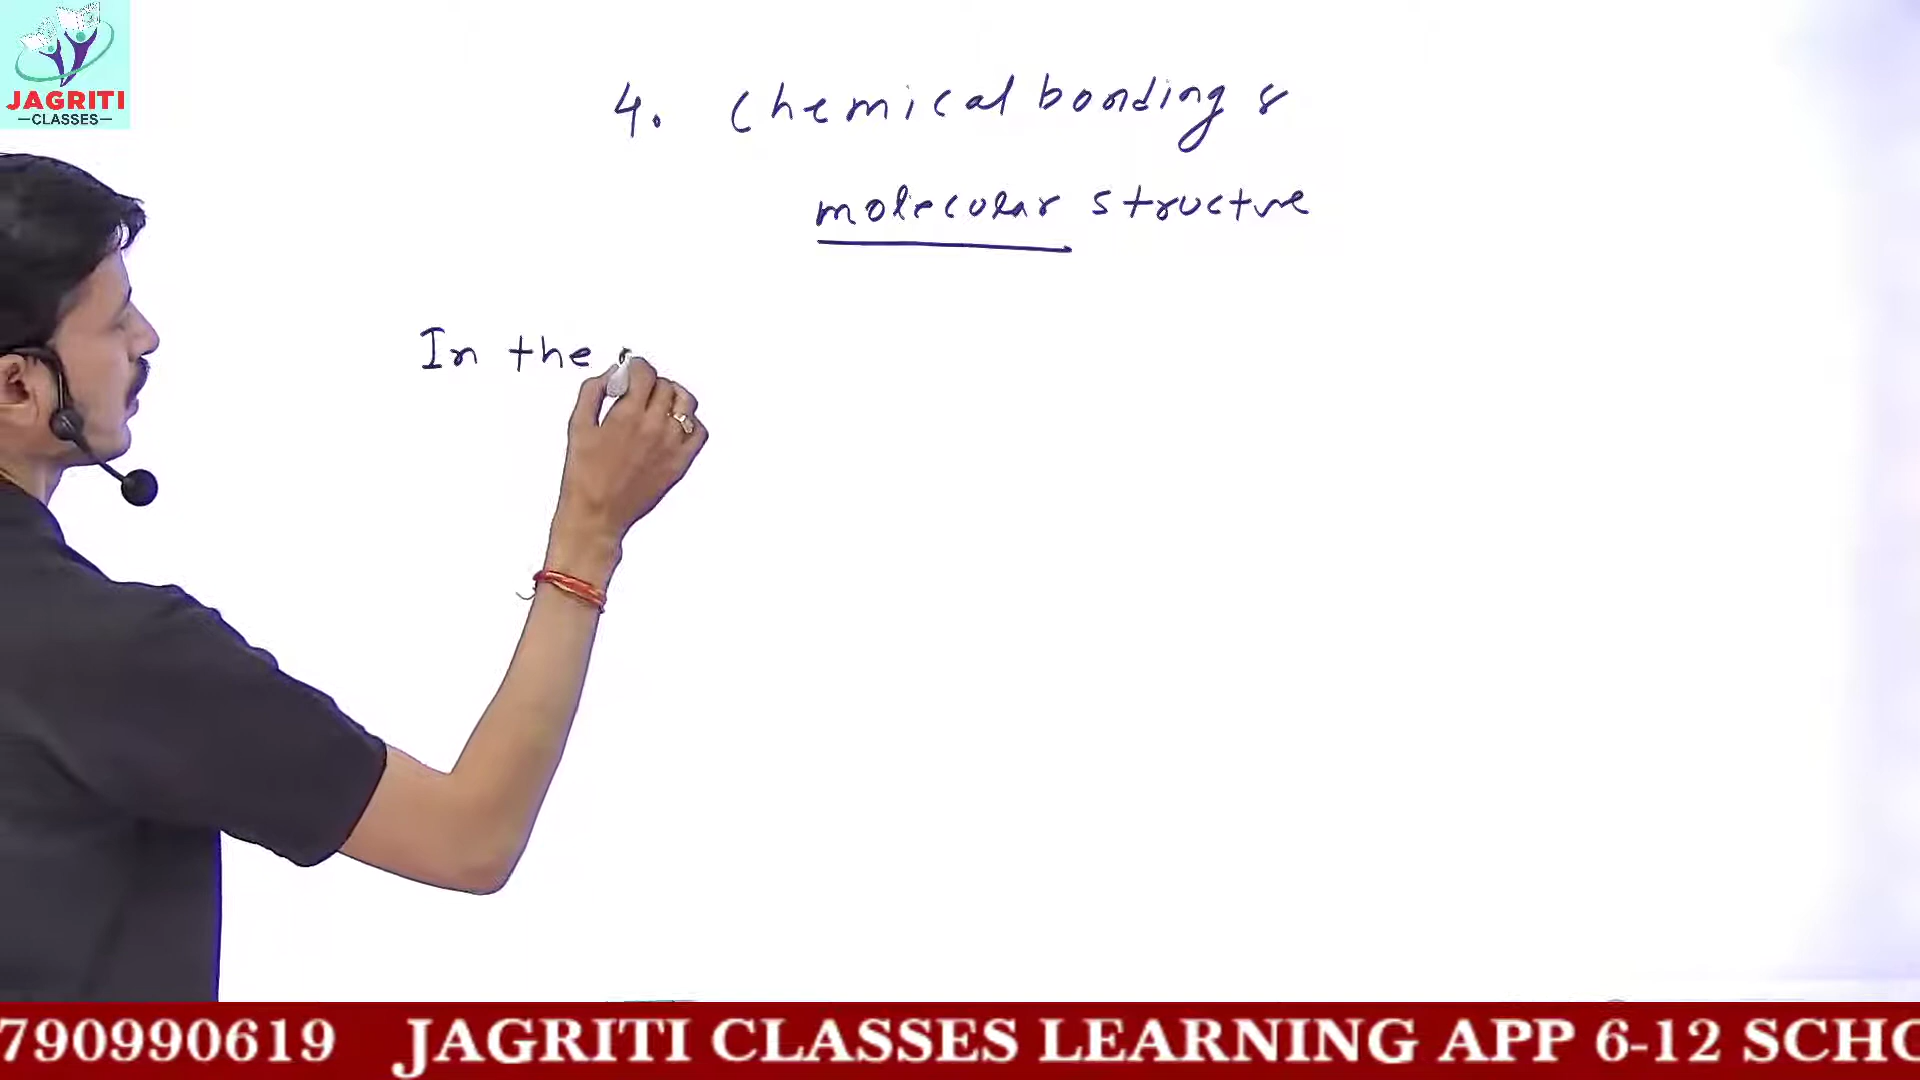 JAGRITI
—CLASSES—
4. Chemical bonding &
molecular structure
In the
790990619 JAGRITI CLASSES LEARNING APP 6-12 SCHO